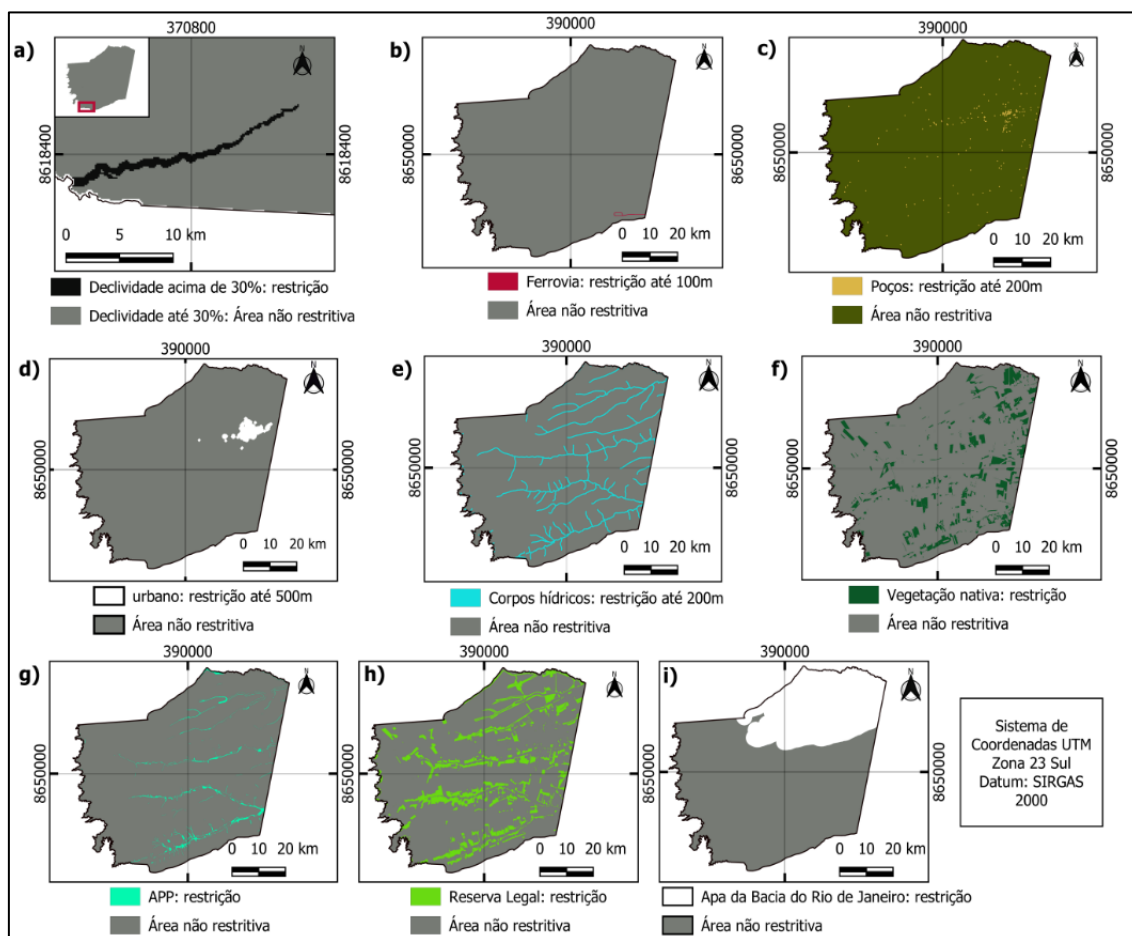 a)
370800
N
8618400
8618400
0 5 10 km
Declividade acima de 30%: restrição
Declividade até 30%: Área não restritiva
b)
390000
N
8650000
8650000
0 10 20 km
Ferrovia: restrição até 100m
Área não restritiva
c)
390000
N
8650000
8650000
0 10 20 km
Poços: restrição até 200m
Área não restritiva
d)
390000
N
8650000
8650000
0 10 20 km
urbano: restrição até 500m
Área não restritiva
e)
390000
N
8650000
8650000
0 10 20 km
Corpos hídricos: restrição até 200m
Área não restritiva
f)
390000
N
8650000
8650000
0 10 20 km
Vegetação nativa: restrição
Área não restritiva
g)
390000
N
8650000
8650000
0 10 20 km
APP: restrição
Área não restritiva
h)
390000
N
8650000
8650000
0 10 20 km
Reserva Legal: restrição
Área não restritiva
i)
390000
N
8650000
8650000
0 10 20 km
Apa da Bacia do Rio de Janeiro: restrição
Área não restritiva
Sistema de
Coordenadas UTM
Zona 23 Sul
Datum: SIRGAS
2000